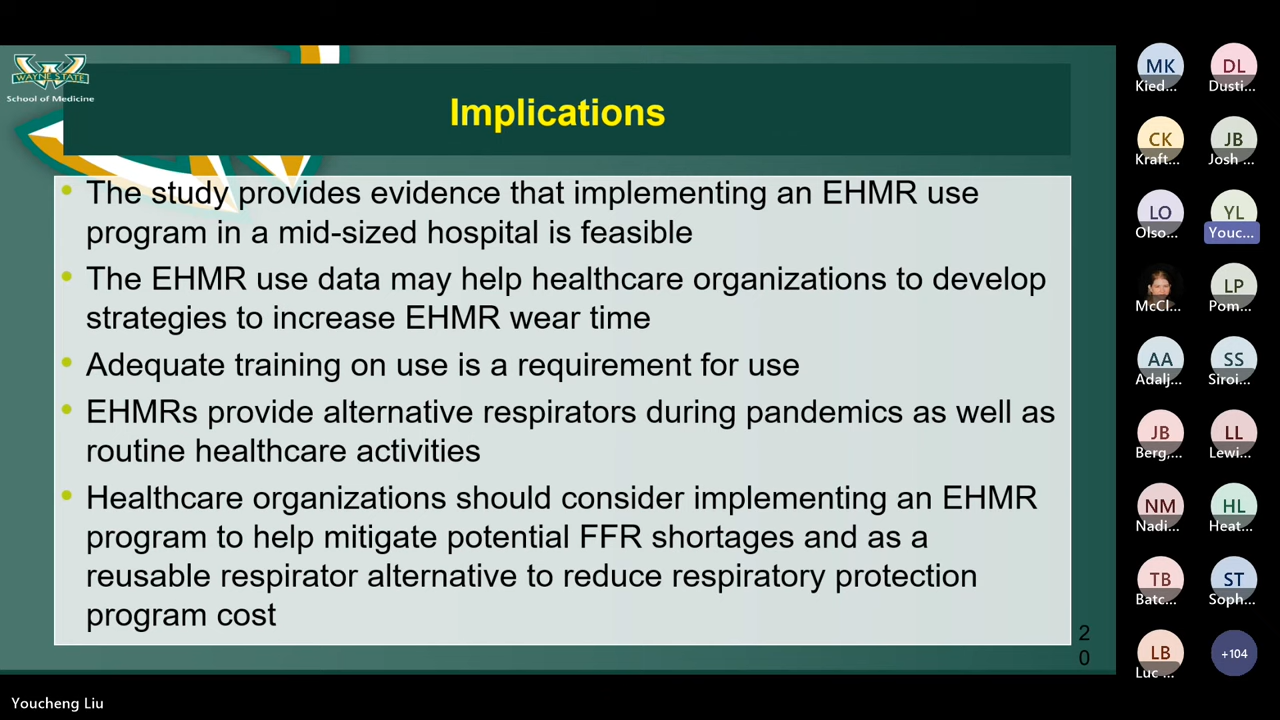 WAYNE STATE
School of Medicine
Implications
The study provides evidence that implementing an EHMR use
program in a mid-sized hospital is feasible
The EHMR use data may help healthcare organizations to develop
strategies to increase EHMR wear time
Adequate training on use is a requirement for use
EHMRs provide alternative respirators during pandemics as well as
routine healthcare activities
Healthcare organizations should consider implementing an EHMR
program to help mitigate potential FFR shortages and as a
reusable respirator alternative to reduce respiratory protection
program cost
2
0
MK
Kied...
DL
Dusti...
CK
Kraft...
JB
Josh ...
LO
Olso...
YL
Youc...
McCl...
LP
Pom...
AA
Adalj...
SS
Siroi...
JB
Berg,...
LL
Lewi...
NM
Nadi...
HL
Heat...
TB
Batc...
ST
Soph...
LB
Luc ...
+104
Youcheng Liu